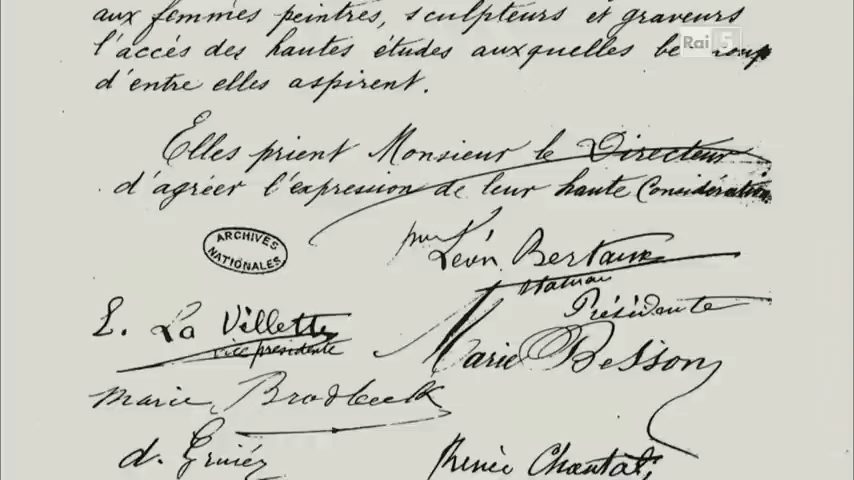 aux femmes peintres, sculpteurs et graveurs
Rai 5
l'accès des hautes études auxquelles beaucoup
d'entre elles aspirent.
Elles prient Monsieur le Directeur
d'agréer l'expression de leur haute Considération
ARCHIVES
NATIONALES
Léon Bertaux
Présidente
L. La Villette
vice présidente
Marie Besson
Marie Brodbeck
d.
Renée Chantal,